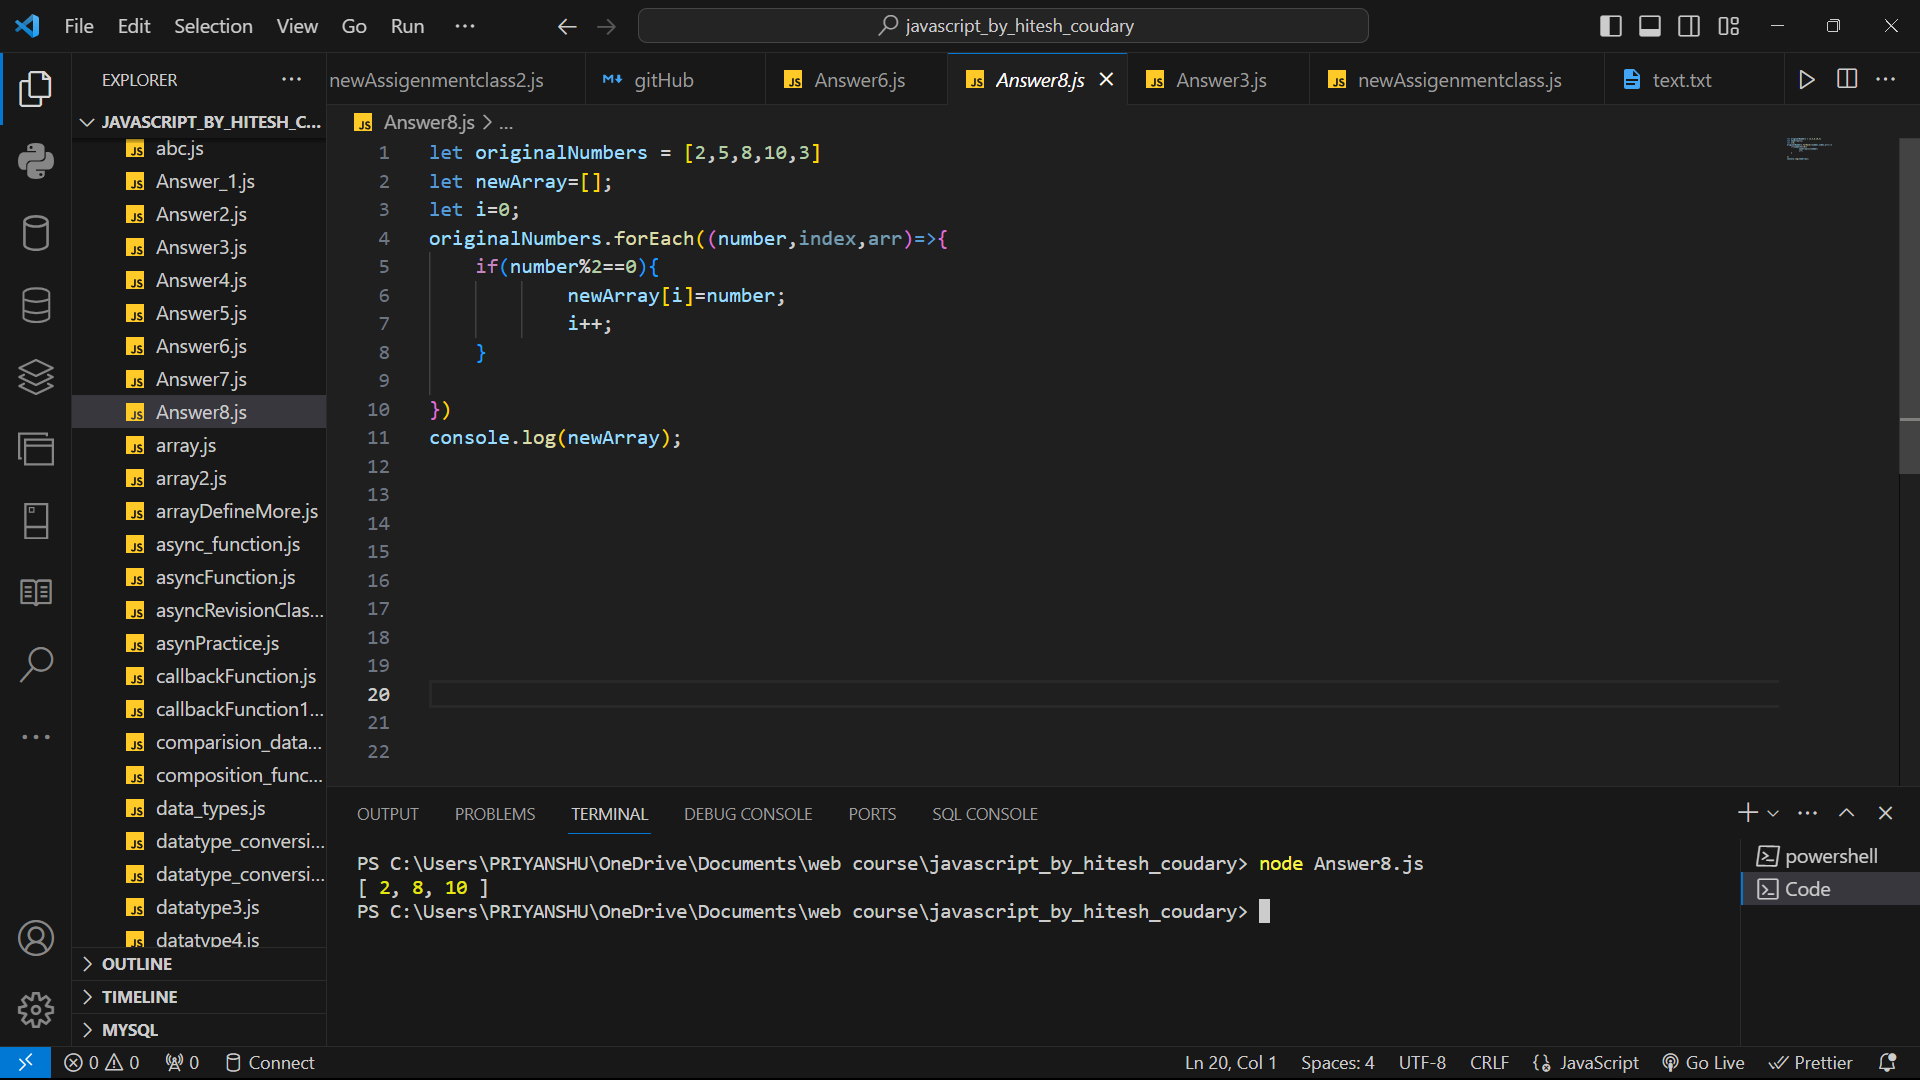 File Edit Selection View Go Run ··· javascript_by_hitesh_coudary
EXPLORER ···
newAssigenmentclass2.js gitHub Answer6.js Answer8.js Answer3.js newAssigenmentclass.js text.txt ···
JAVASCRIPT_BY_HITESH_C...
abc.js
Answer_1.js
Answer2.js
Answer3.js
Answer4.js
Answer5.js
Answer6.js
Answer7.js
Answer8.js
array.js
array2.js
arrayDefineMore.js
async_function.js
asyncFunction.js
asyncRevisionClas...
asynPractice.js
callbackFunction.js
callbackFunction1...
comparision_data...
composition_func...
data_types.js
datatype_conversi...
datatype_conversi...
datatype3.js
datatype4.js
OUTLINE
TIMELINE
MYSQL
Answer8.js > ...
1 let originalNumbers = [2,5,8,10,3]
2 let newArray=[];
3 let i=0;
4 originalNumbers.forEach((number,index,arr)=>{
5 if(number%2==0){
6 newArray[i]=number;
7 i++;
8 }
9
10 })
11 console.log(newArray);
12
13
14
15
16
17
18
19
20
21
22
OUTPUT PROBLEMS TERMINAL DEBUG CONSOLE PORTS SQL CONSOLE
PS C:\Users\PRIYANSHU\OneDrive\Documents\web course\javascript_by_hitesh_coudary> node Answer8.js
[ 2, 8, 10 ]
PS C:\Users\PRIYANSHU\OneDrive\Documents\web course\javascript_by_hitesh_coudary>
powershell
Code
0 0 0 Connect Ln 20, Col 1 Spaces: 4 UTF-8 CRLF JavaScript Go Live Prettier